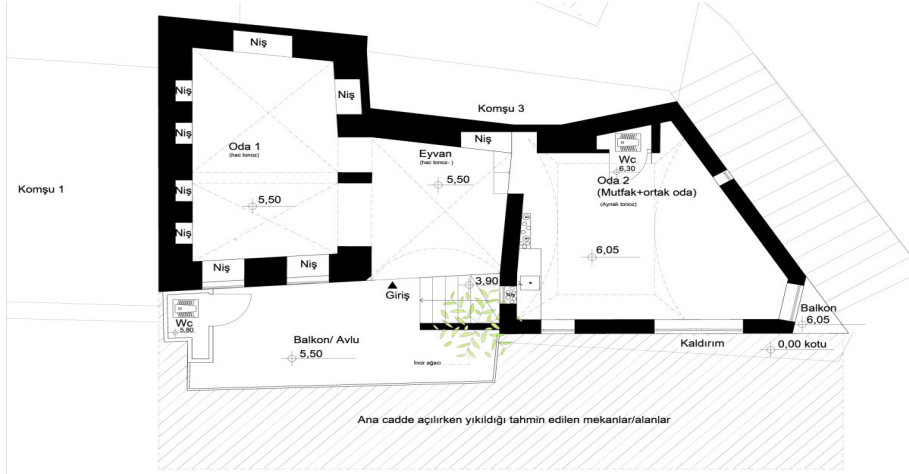 Niş
Niş
Niş
Komşu 3
Niş
Niş
Oda 1
(haç tonoz)
Eyvan
(haç tonoz- )
5,50
Wc
6,30
Oda 2
(Mutfak+ortak oda)
(Aynalı tonoz)
Komşu 1
Niş
5,50
Niş
6,05
Niş
Niş
3,90
Giriş
Niş
Wc
5,80
Balkon
6,05
Balkon/ Avlu
5,50
İncir ağacı
Kaldırım
0,00 kotu
Ana cadde açılırken yıkıldığı tahmin edilen mekanlar/alanlar